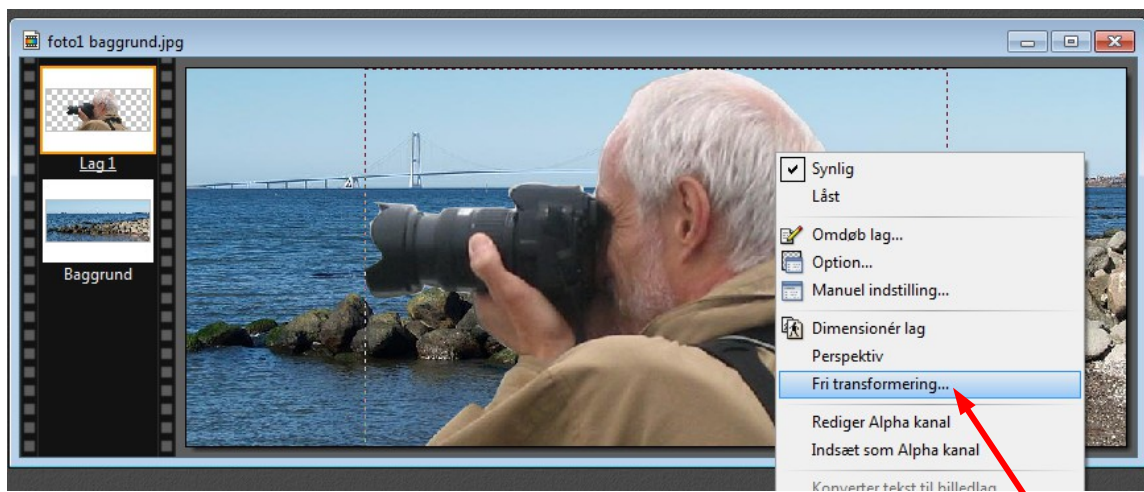 foto1 baggrund.jpg
Lag 1
Baggrund
Synlig
Låst
Omdøb lag...
Option...
Manuel indstilling...
Dimensionér lag
Perspektiv
Fri transformering...
Rediger Alpha kanal
Indsæt som Alpha kanal
Konverter tekst til billedlag